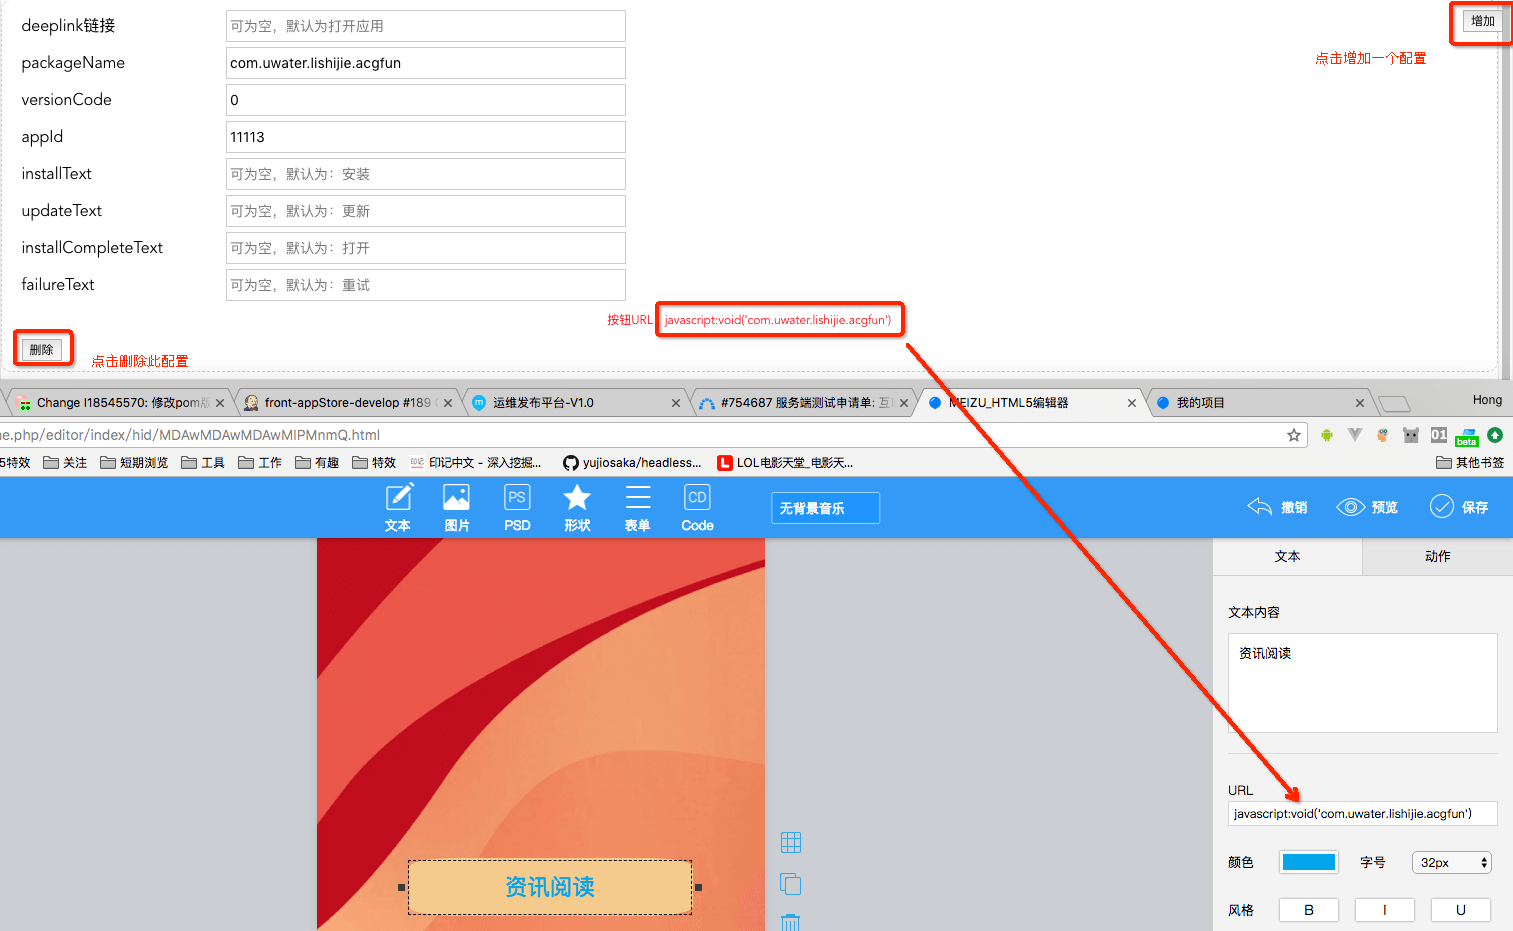 deeplink链接 可为空，默认为打开应用 增加
点击增加一个配置
packageName com.uwater.lishijie.acgfun
versionCode 0
appId 11113
installText 可为空，默认为：安装
updateText 可为空，默认为：更新
installCompleteText 可为空，默认为：打开
failureText 可为空，默认为：重试
按钮URL javascript:void('com.uwater.lishijie.acgfun')
删除 点击删除此配置
Change I18545570: 修改pom版 front-appStore-develop #189 运维发布平台-V1.0 #754687 服务端测试申请单: 互 MEIZU_HTML5编辑器 我的项目 Hong
ne.php/editor/index/hid/MDAwMDAwMDAwMIPMnmQ.html 01 beta
5特效 关注 短期浏览 工具 工作 有趣 特效 印记 印记中文 - 深入挖掘... yujiosaka/headless... LOL电影天堂_电影天... 其他书签
PS CD
无背景音乐 撤销 预览 保存
文本 图片 PSD 形状 表单 Code
文本 动作
文本内容
资讯阅读
URL
javascript:void('com.uwater.lishijie.acgfun')
颜色 字号 32px
资讯阅读
风格 B I U